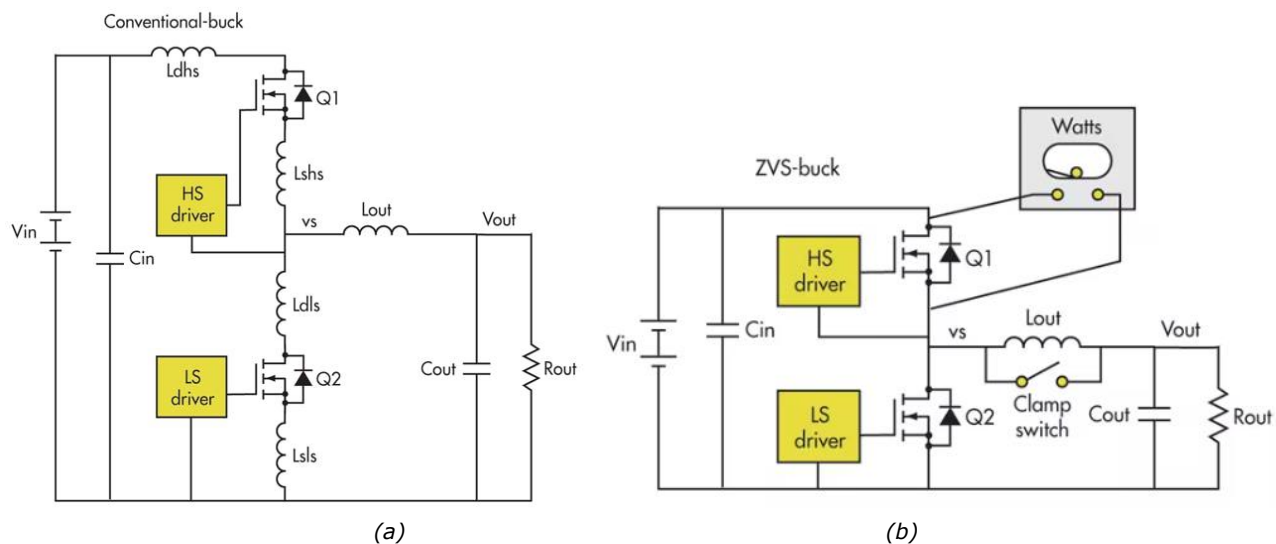 Conventional-buck
Ldhs
Q1
Lshs
HS
driver
vs
Lout
Vout
Vin
Cin
Ldls
LS
driver
Q2
Cout
Rout
Lsls
(a)
Watts
ZVS-buck
HS
driver
Q1
Vin
Cin
vs
Lout
Vout
LS
driver
Q2
Clamp
switch
Cout
Rout
(b)